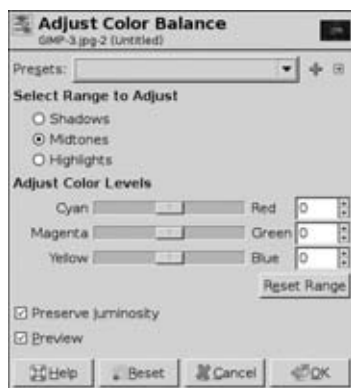 Adjust Color Balance
GIMP-3.jpg-2 (Untitled)
Presets:
Select Range to Adjust
Shadows
Midtones
Highlights
Adjust Color Levels
Cyan Red 0
Magenta Green 0
Yellow Blue 0
Reset Range
Preserve luminosity
Preview
Help Reset Cancel OK